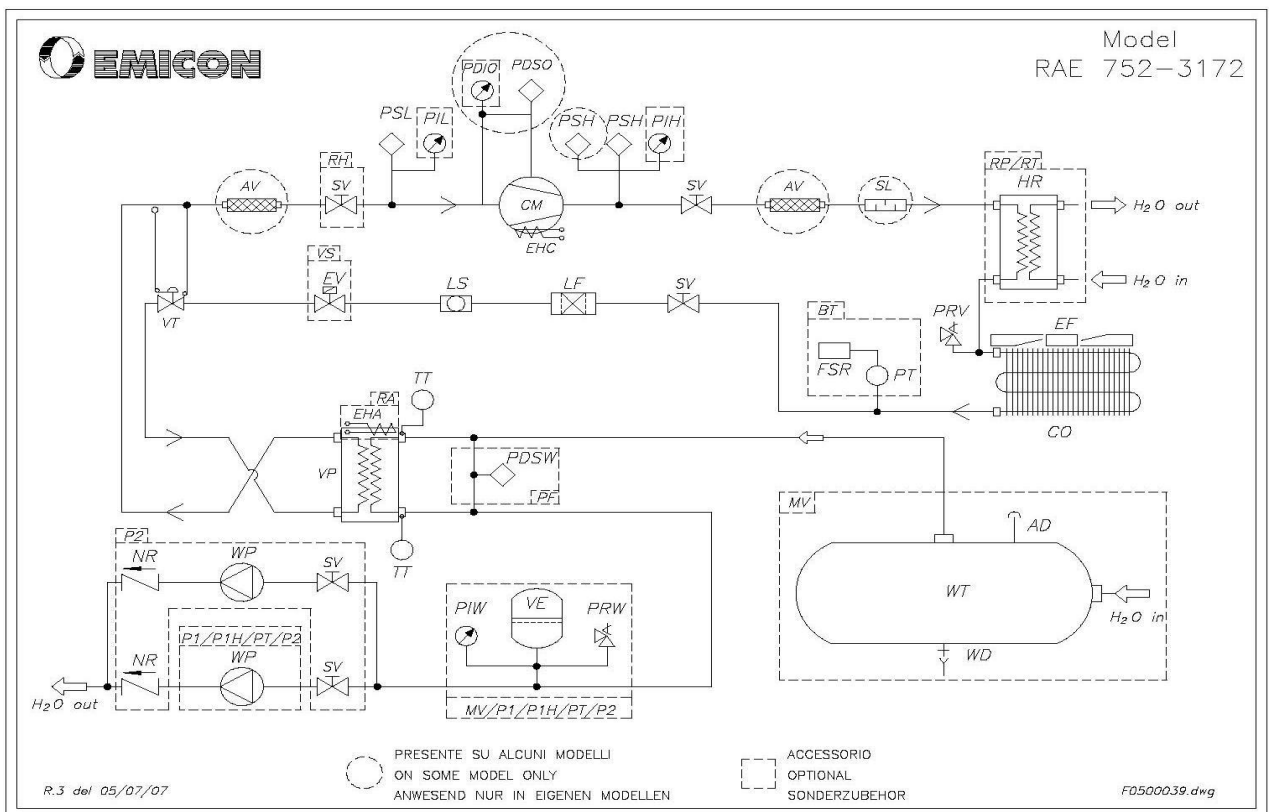 EMICON
Model
RAE 752-3172
PDIO
PDSO
PSL
PIL
PSH
PSH
PIH
RH
AV
SV
CM
EHC
SV
AV
SL
RP/RT
HR
H₂O out
H₂O in
VS
EV
LS
LF
SV
VT
BT
FSR
PT
PRV
EF
CO
TT
RA
EHA
VP
PDSW
PF
TT
MV
AD
WT
H₂O in
WD
P2
NR
WP
SV
P1/P1H/PT/P2
NR
WP
SV
H₂O out
PIW
VE
PRW
MV/P1/P1H/PT/P2
PRESENTE SU ALCUNI MODELLI
ON SOME MODEL ONLY
ANWESEND NUR IN EIGENEN MODELLEN
ACCESSORIO
OPTIONAL
SONDERZUBEHOR
R.3 del 05/07/07
F0500039.dwg